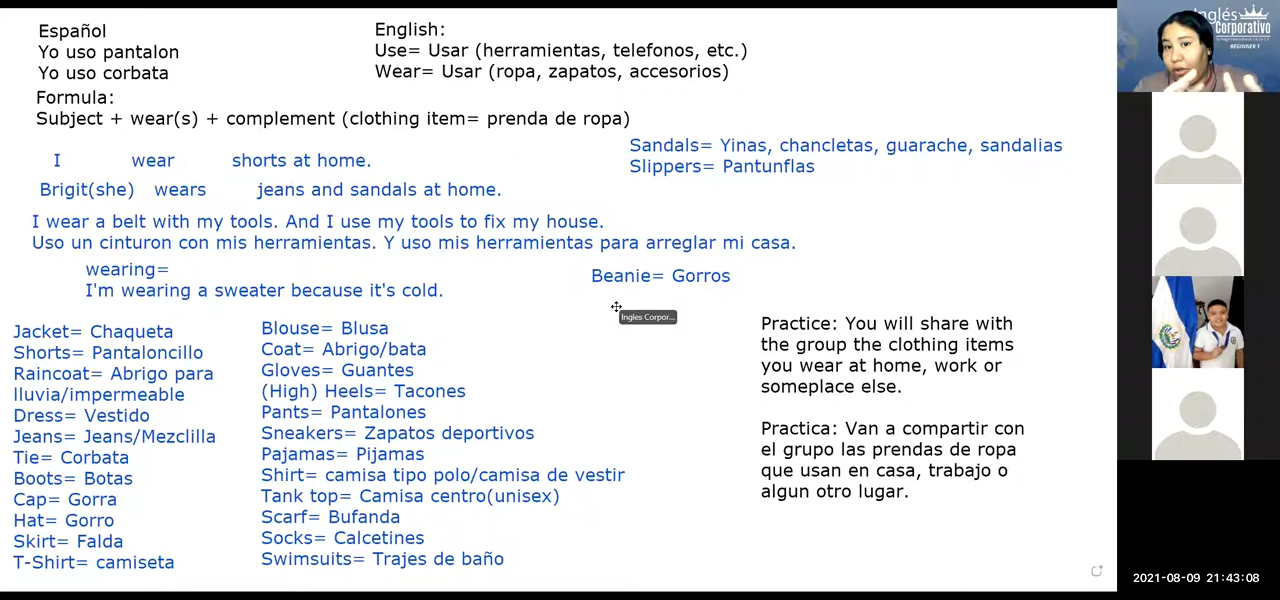 Español
Yo uso pantalon
Yo uso corbata
English:
Use= Usar (herramientas, telefonos, etc.)
Wear= Usar (ropa, zapatos, accesorios)
Formula:
Subject + wear(s) + complement (clothing item= prenda de ropa)
I wear shorts at home.
Brigit(she) wears jeans and sandals at home.
Sandals= Yinas, chancletas, guarache, sandalias
Slippers= Pantunflas
I wear a belt with my tools. And I use my tools to fix my house.
Uso un cinturon con mis herramientas. Y uso mis herramientas para arreglar mi casa.
wearing=
I'm wearing a sweater because it's cold.
Beanie= Gorros
Ingles Corpor...
Jacket= Chaqueta
Shorts= Pantaloncillo
Raincoat= Abrigo para
lluvia/impermeable
Dress= Vestido
Jeans= Jeans/Mezclilla
Tie= Corbata
Boots= Botas
Cap= Gorra
Hat= Gorro
Skirt= Falda
T-Shirt= camiseta
Blouse= Blusa
Coat= Abrigo/bata
Gloves= Guantes
(High) Heels= Tacones
Pants= Pantalones
Sneakers= Zapatos deportivos
Pajamas= Pijamas
Shirt= camisa tipo polo/camisa de vestir
Tank top= Camisa centro(unisex)
Scarf= Bufanda
Socks= Calcetines
Swimsuits= Trajes de baño
Practice: You will share with
the group the clothing items
you wear at home, work or
someplace else.
Practica: Van a compartir con
el grupo las prendas de ropa
que usan en casa, trabajo o
algun otro lugar.
Inglés
Corporativo
BEGINNER 1
2021-08-09 21:43:08